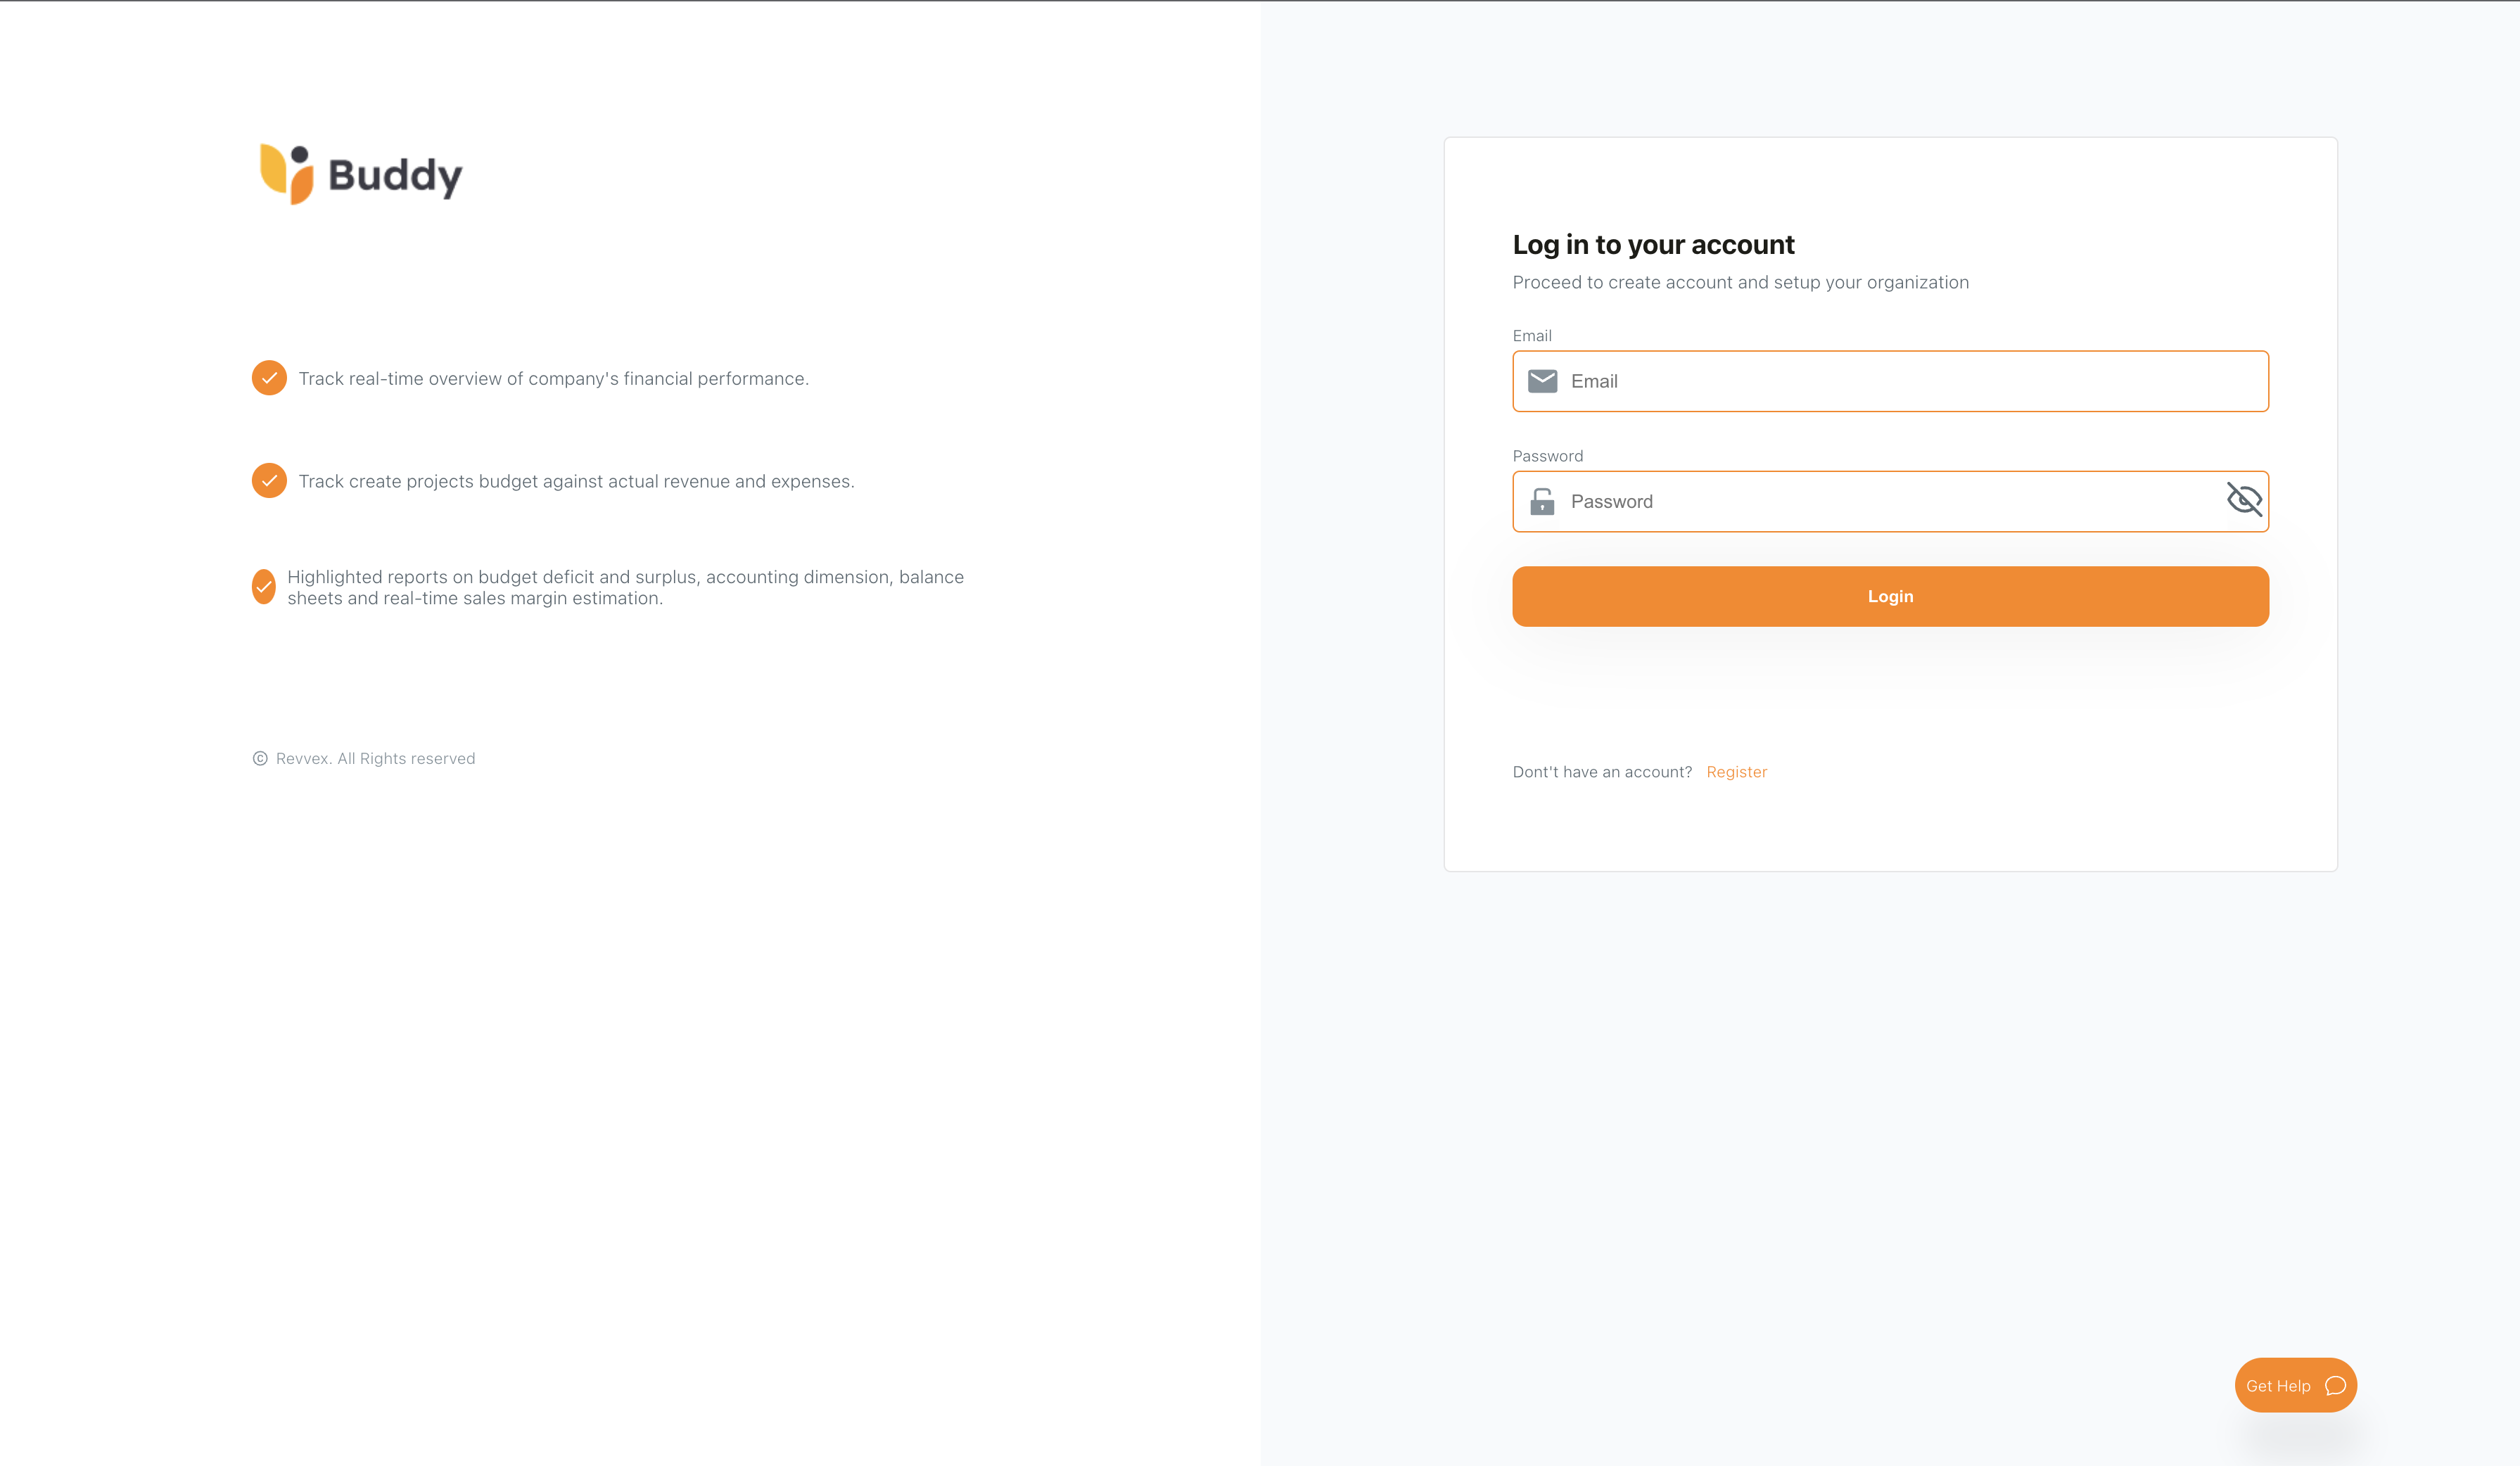 Buddy
Track real-time overview of company's financial performance.
Track create projects budget against actual revenue and expenses.
Highlighted reports on budget deficit and surplus, accounting dimension, balance
sheets and real-time sales margin estimation.
© Revvex. All Rights reserved
Log in to your account
Proceed to create account and setup your organization
Email
Email
Password
Password
Login
Dont't have an account? Register
Get Help